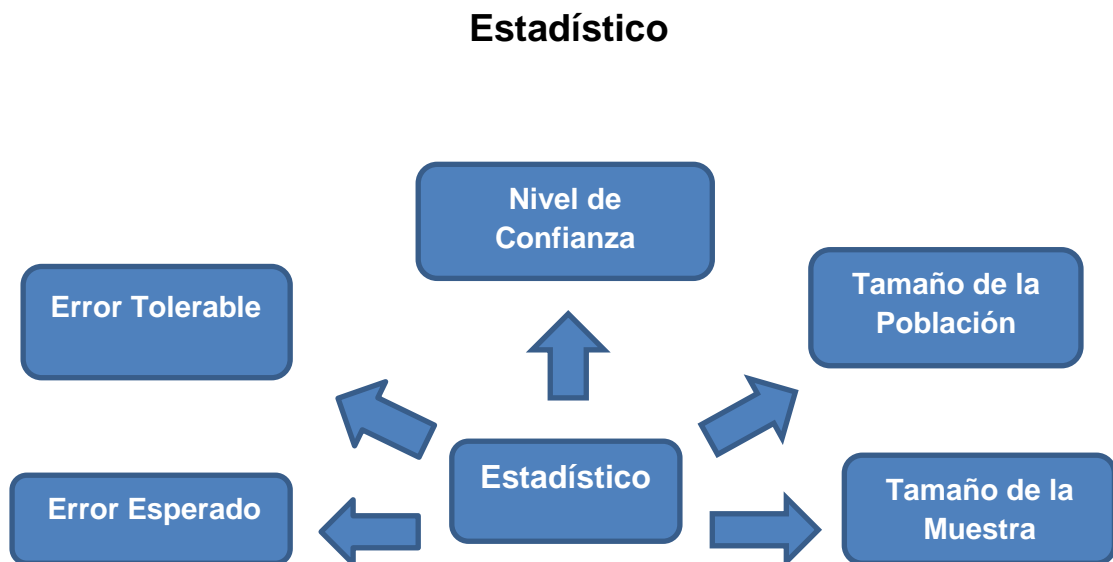 Estadístico
Nivel de
Confianza
Error Tolerable
Tamaño de la
Población
Estadístico
Error Esperado
Tamaño de la
Muestra